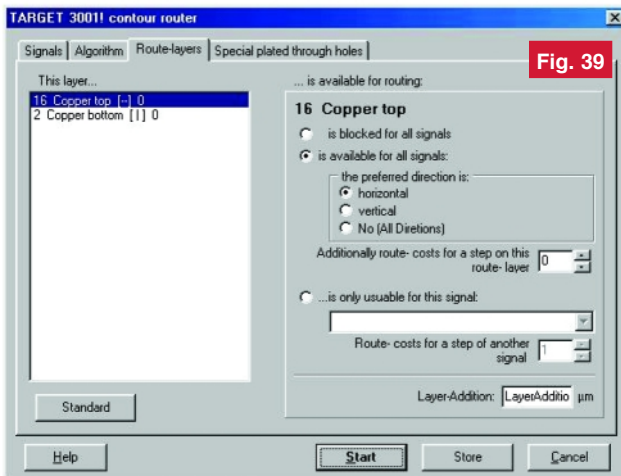 TARGET 3001! contour router
Signals Algorithm Route-layers Special plated through holes
Fig. 39
This layer...
16 Copper top [--] 0
2 Copper bottom [ | ] 0
... is available for routing:
16 Copper top
is blocked for all signals
is available for all signals:
the preferred direction is:
horizontal
vertical
No (All Diretions)
Additionally route- costs for a step on this
route- layer
0
...is only usuable for this signal:
Route- costs for a step of another
signal
1
Layer-Addition: LayerAdditio µm
Standard
Help Start Store Cancel